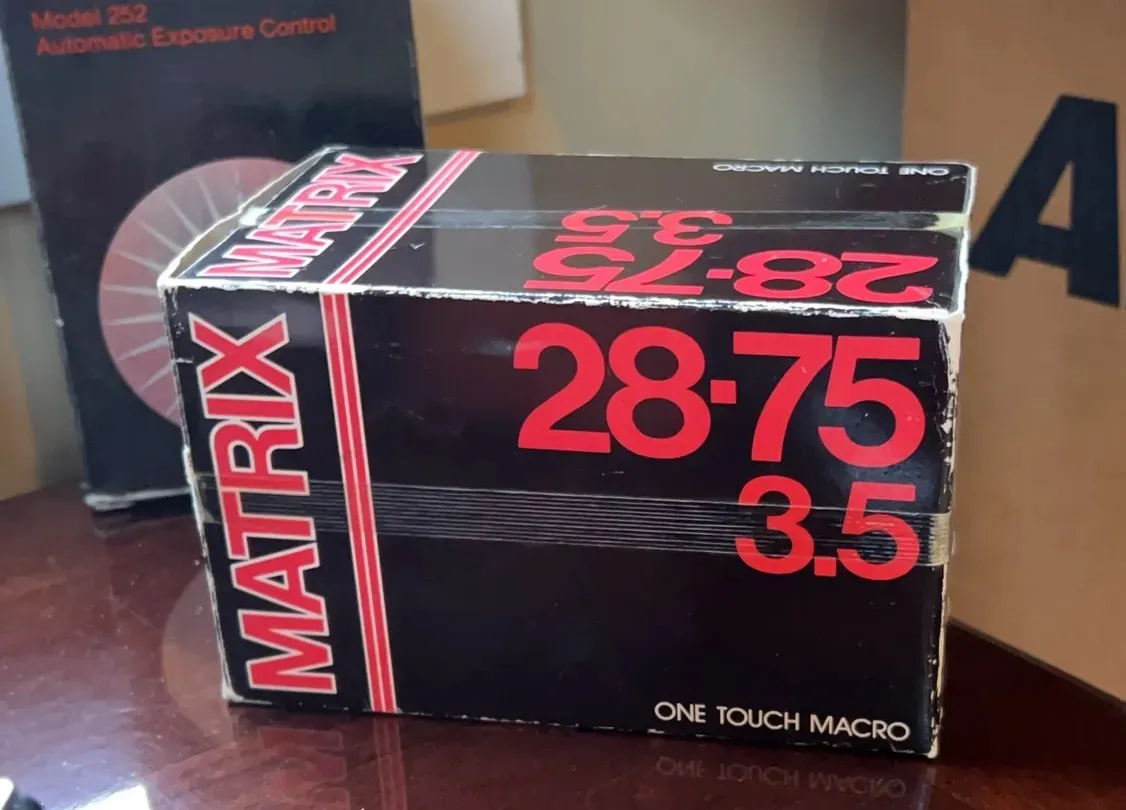 Model 252
Automatic Exposure Control
MATRIX
ONE TOUCH MACRO
3.5
28-75
MATRIX
28-75
3.5
ONE TOUCH MACRO
A